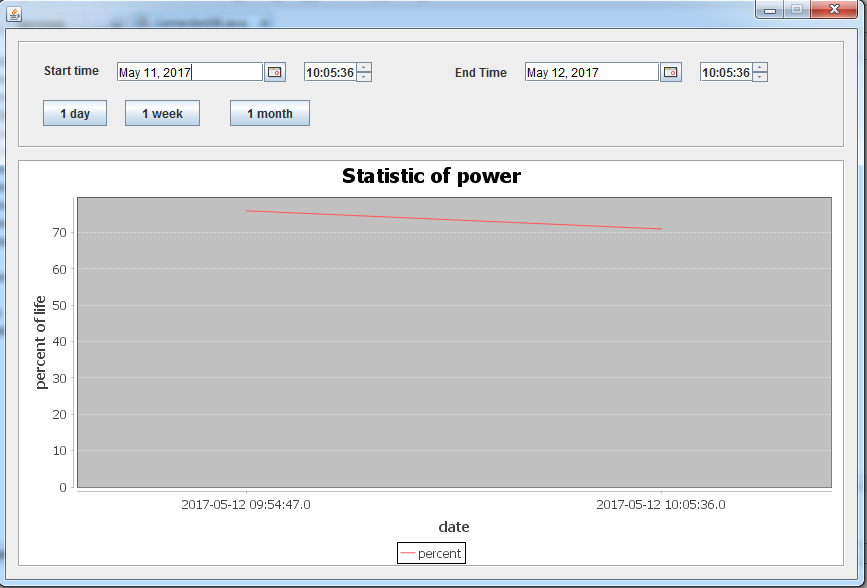 Start time May 11, 2017 10:05:36 End Time May 12, 2017 10:05:36
1 day 1 week 1 month
Statistic of power
percent of life
70
60
50
40
30
20
10
0
2017-05-12 09:54:47.0 2017-05-12 10:05:36.0
date
percent